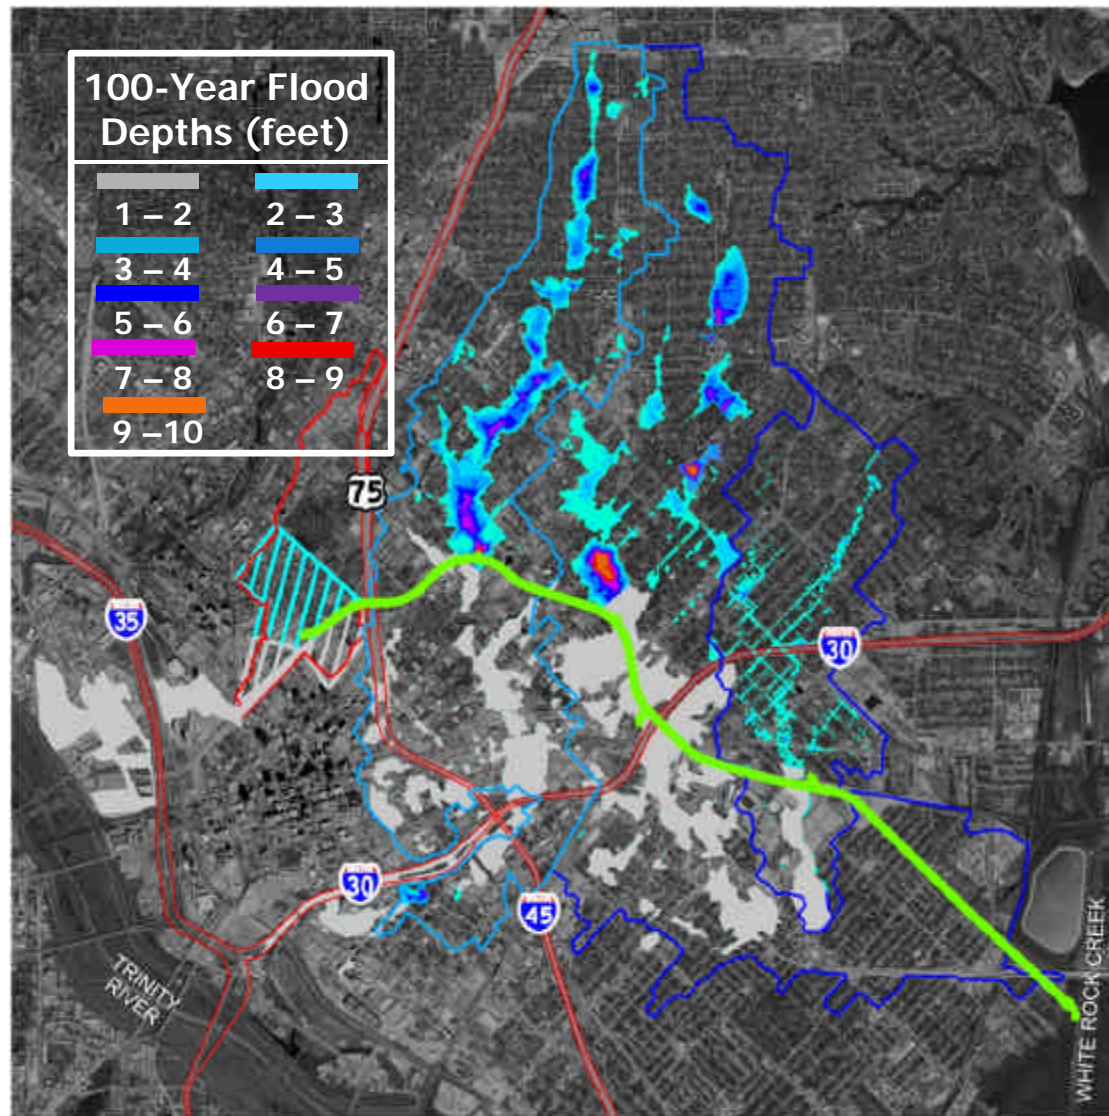 100-Year Flood
Depths (feet)
1 – 2
2 – 3
3 – 4
4 – 5
5 – 6
6 – 7
7 – 8
8 – 9
9 –10
75
35
30
30
45
TRINITY
RIVER
WHITE ROCK CREEK